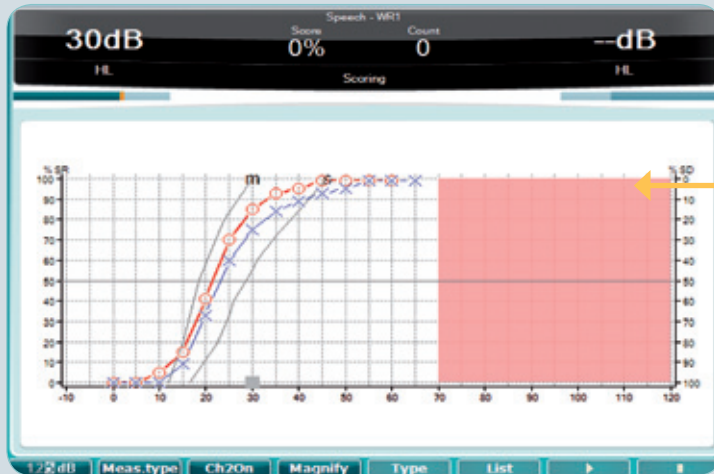 Speech - WR1
30dB Score Count --dB
0% 0
HL HL
Scoring
% SR m s % SD
100 0
90 10
80 20
70 30
60 40
50 50
40 60
30 70
20 80
10 90
0 100
-10 0 10 20 30 40 50 60 70 80 90 100 110 120
125 dB Meas.type Ch2On Magnify Type List